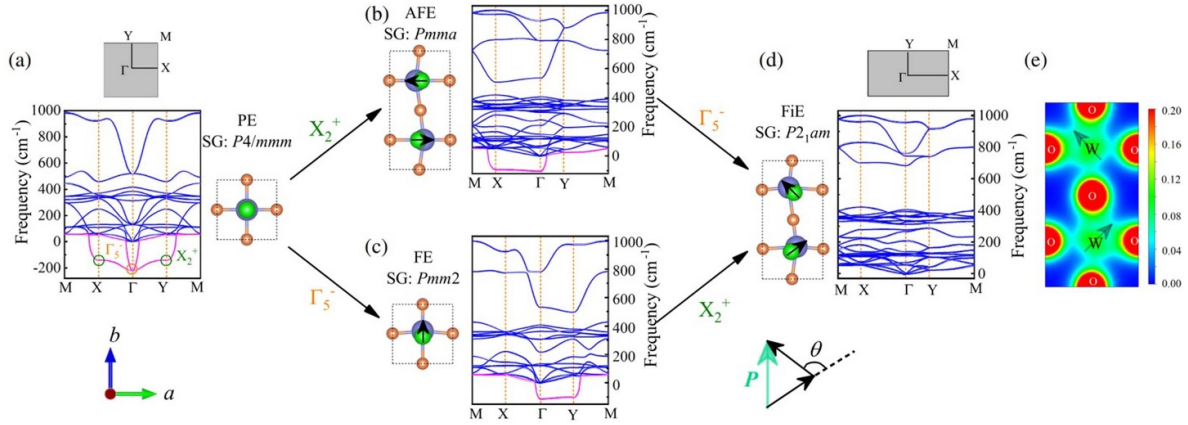 (a)
Y
M
Γ
X
PE
SG: P4/mmm
Frequency (cm⁻¹)
1000
800
600
400
200
0
-200
Γ₅⁻
X₂⁺
M
X
Γ
Y
M
b
a
X₂⁺
Γ₅⁻
(b)
AFE
SG: Pmma
1000
800
600
400
200
0
Frequency (cm⁻¹)
M
X
Γ
Y
M
(c)
FE
SG: Pmm2
1000
800
600
400
200
0
Frequency (cm⁻¹)
M
X
Γ
Y
M
Γ₅⁻
X₂⁺
(d)
Y
M
Γ
X
FiE
SG: P2₁am
1000
800
600
400
200
0
Frequency (cm⁻¹)
M
X
Γ
Y
M
P
θ
(e)
O
W
O
O
O
O
W
O
O
0.20
0.16
0.12
0.08
0.04
0.00